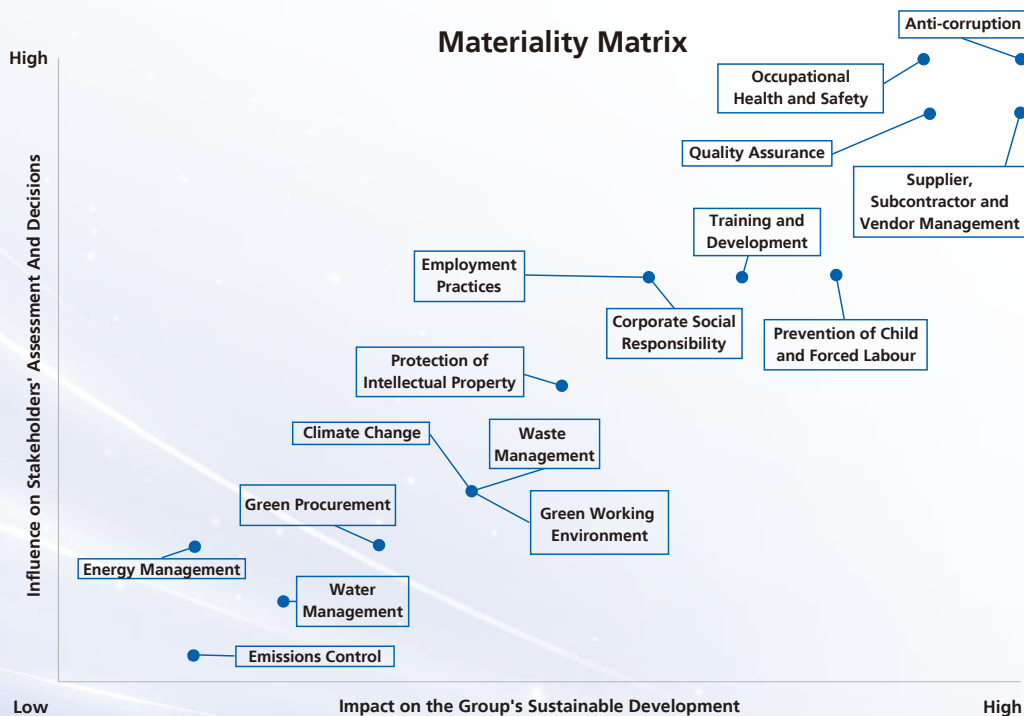 Materiality Matrix
High
Influence on Stakeholders' Assessment And Decisions
Anti-corruption
Occupational
Health and Safety
Quality Assurance
Supplier,
Subcontractor and
Vendor Management
Training and
Development
Employment
Practices
Corporate Social
Responsibility
Prevention of Child
and Forced Labour
Protection of
Intellectual Property
Climate Change
Waste
Management
Green Procurement
Green Working
Environment
Energy Management
Water
Management
Emissions Control
Low
Impact on the Group's Sustainable Development
High